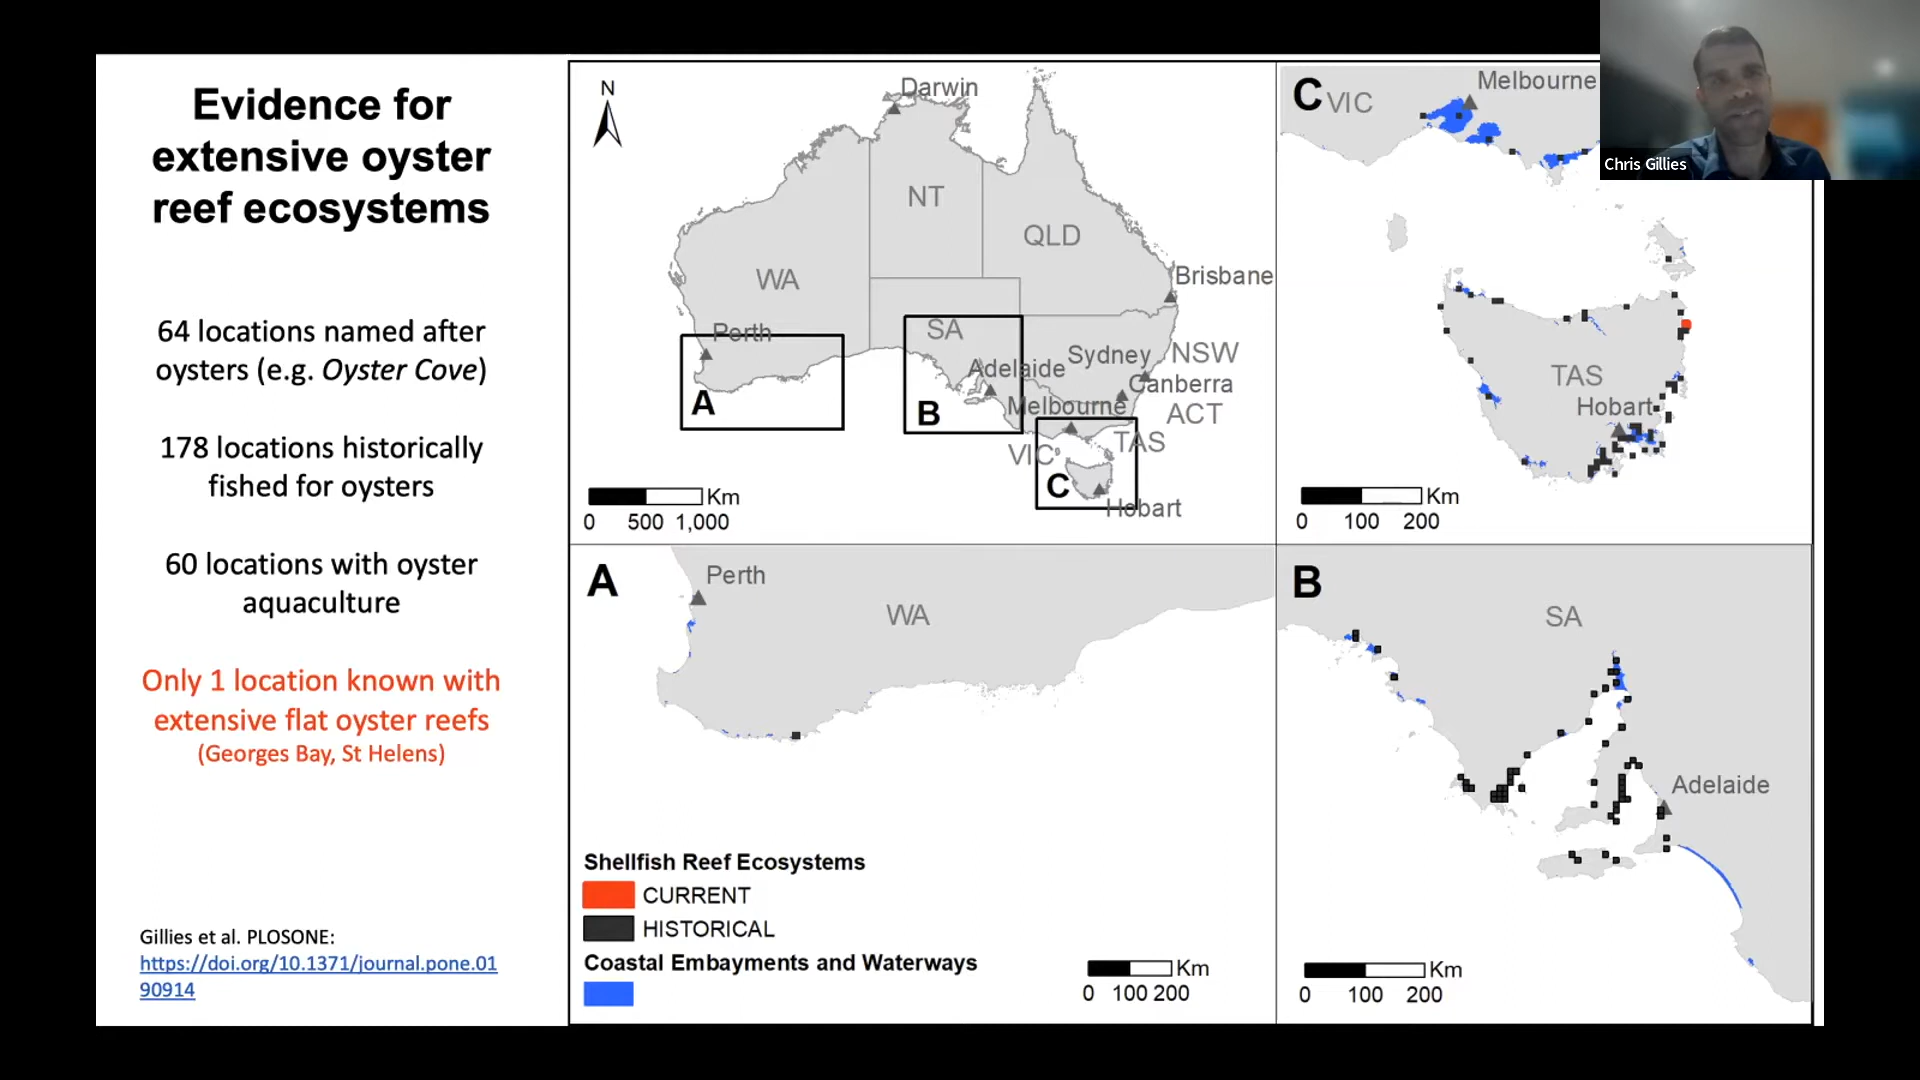 Evidence for
extensive oyster
reef ecosystems
64 locations named after
oysters (e.g. Oyster Cove)
178 locations historically
fished for oysters
60 locations with oyster
aquaculture
Only 1 location known with
extensive flat oyster reefs
(Georges Bay, St Helens)
Gillies et al. PLOSONE:
https://doi.org/10.1371/journal.pone.01
90914
N
Darwin
NT
QLD
WA
Brisbane
Perth
SA
Sydney
NSW
Adelaide
Canberra
A
B
Melbourne
ACT
VIC
TAS
C
Hobart
Km
0 500 1,000
C
VIC
Melbourne
TAS
Hobart
Km
0 100 200
A
Perth
WA
Shellfish Reef Ecosystems
CURRENT
HISTORICAL
Coastal Embayments and Waterways
Km
0 100 200
B
SA
Adelaide
Km
0 100 200
Chris Gillies